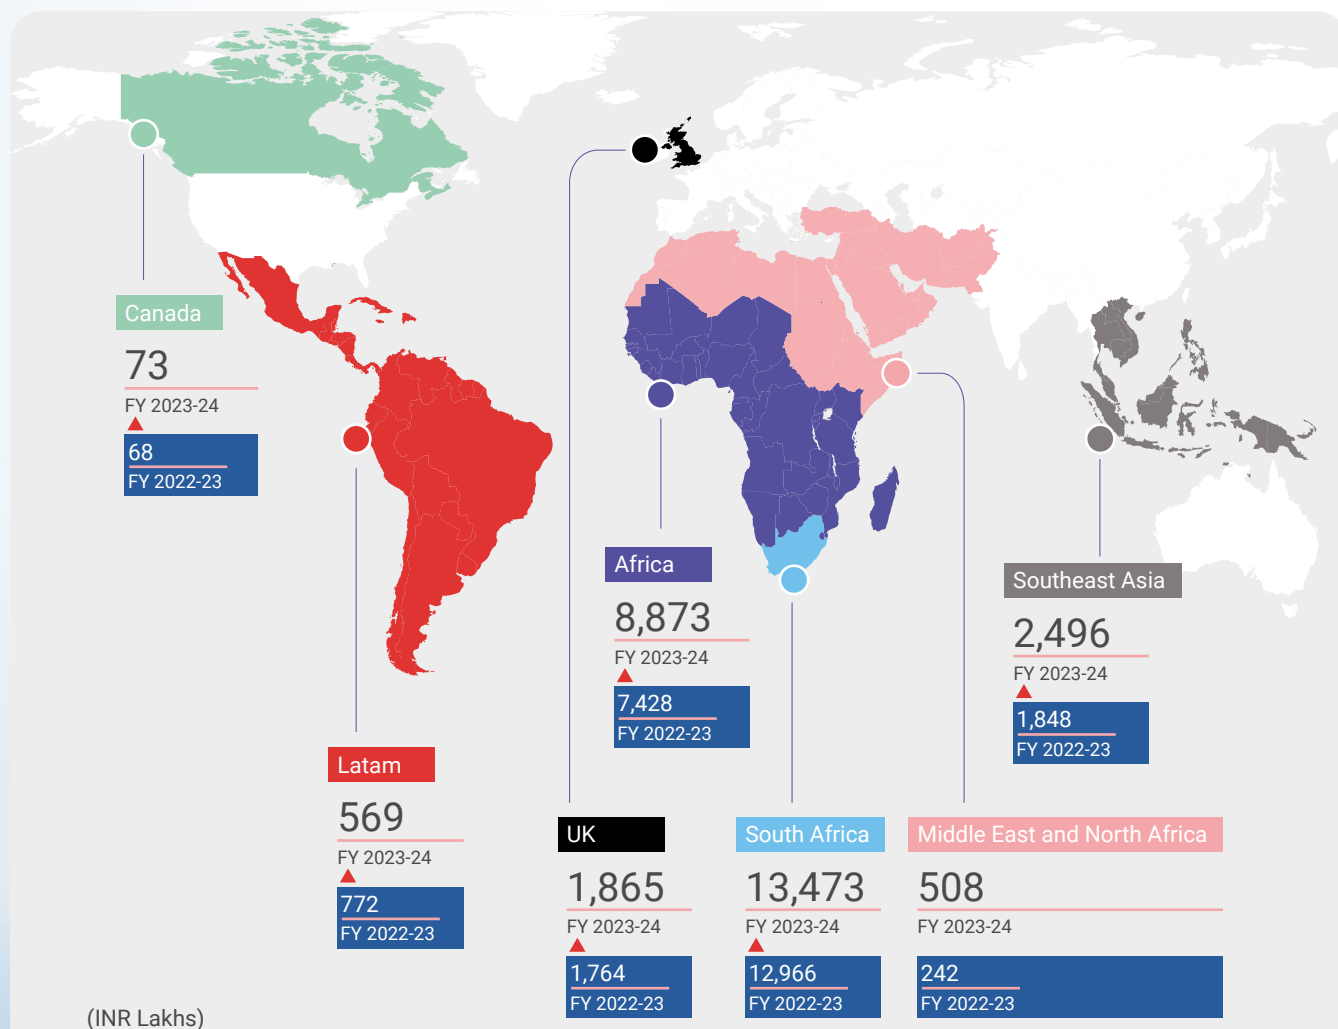 Canada
73
FY 2023-24
68
FY 2022-23
Latam
569
FY 2023-24
772
FY 2022-23
UK
1,865
FY 2023-24
1,764
FY 2022-23
Africa
8,873
FY 2023-24
7,428
FY 2022-23
South Africa
13,473
FY 2023-24
12,966
FY 2022-23
Middle East and North Africa
508
FY 2023-24
242
FY 2022-23
Southeast Asia
2,496
FY 2023-24
1,848
FY 2022-23
(INR Lakhs)